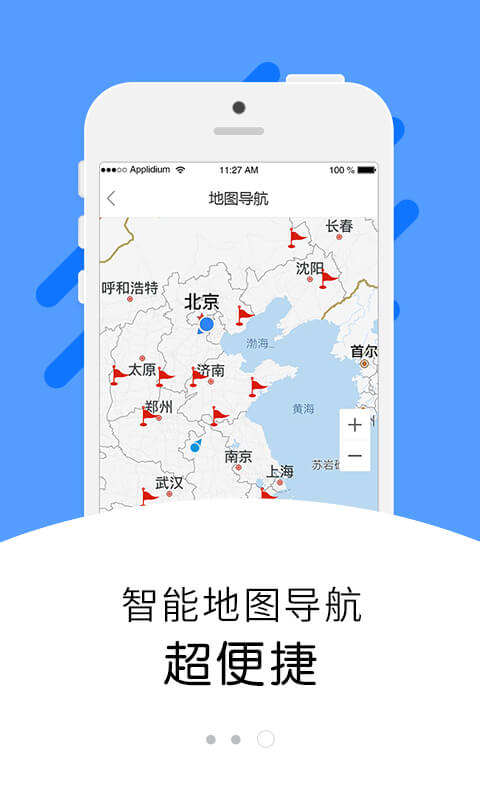 ●●●○○ Applidium 11:27 AM 100 %
地图导航
长春
沈阳
呼和浩特
北京
渤海...
首尔
太原
济南
黄海
郑州
+
南京
−
上海
苏岩礁
武汉
智能地图导航
超便捷